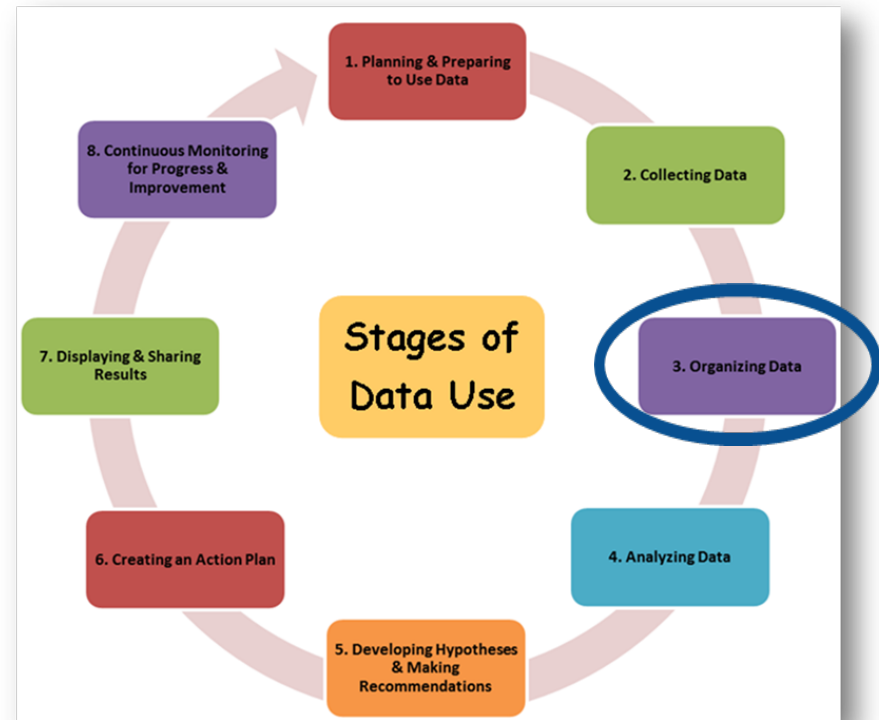 1. Planning & Preparing
to Use Data
2. Collecting Data
3. Organizing Data
4. Analyzing Data
5. Developing Hypotheses
& Making
Recommendations
6. Creating an Action Plan
7. Displaying & Sharing
Results
8. Continuous Monitoring
for Progress &
Improvement
Stages of
Data Use